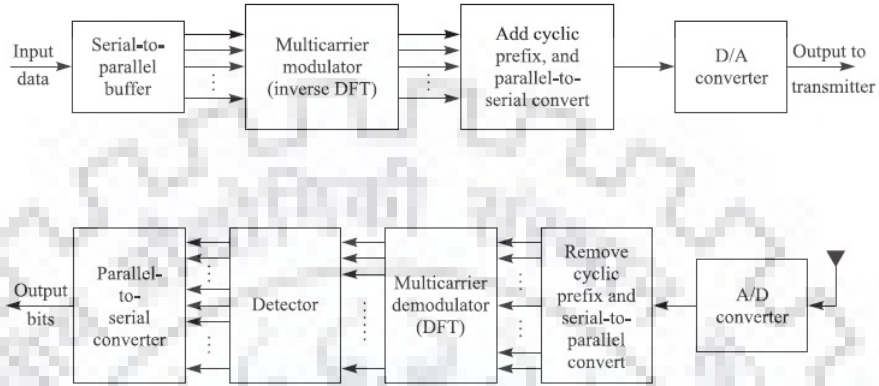 Input
data
Serial-to-
parallel
buffer
Multicarrier
modulator
(inverse DFT)
Add cyclic
prefix, and
parallel-to-
serial convert
D/A
converter
Output to
transmitter
Output
bits
Parallel-
to-
serial
converter
Detector
Multicarrier
demodulator
(DFT)
Remove
cyclic
prefix and
serial-to-
parallel
convert
A/D
converter